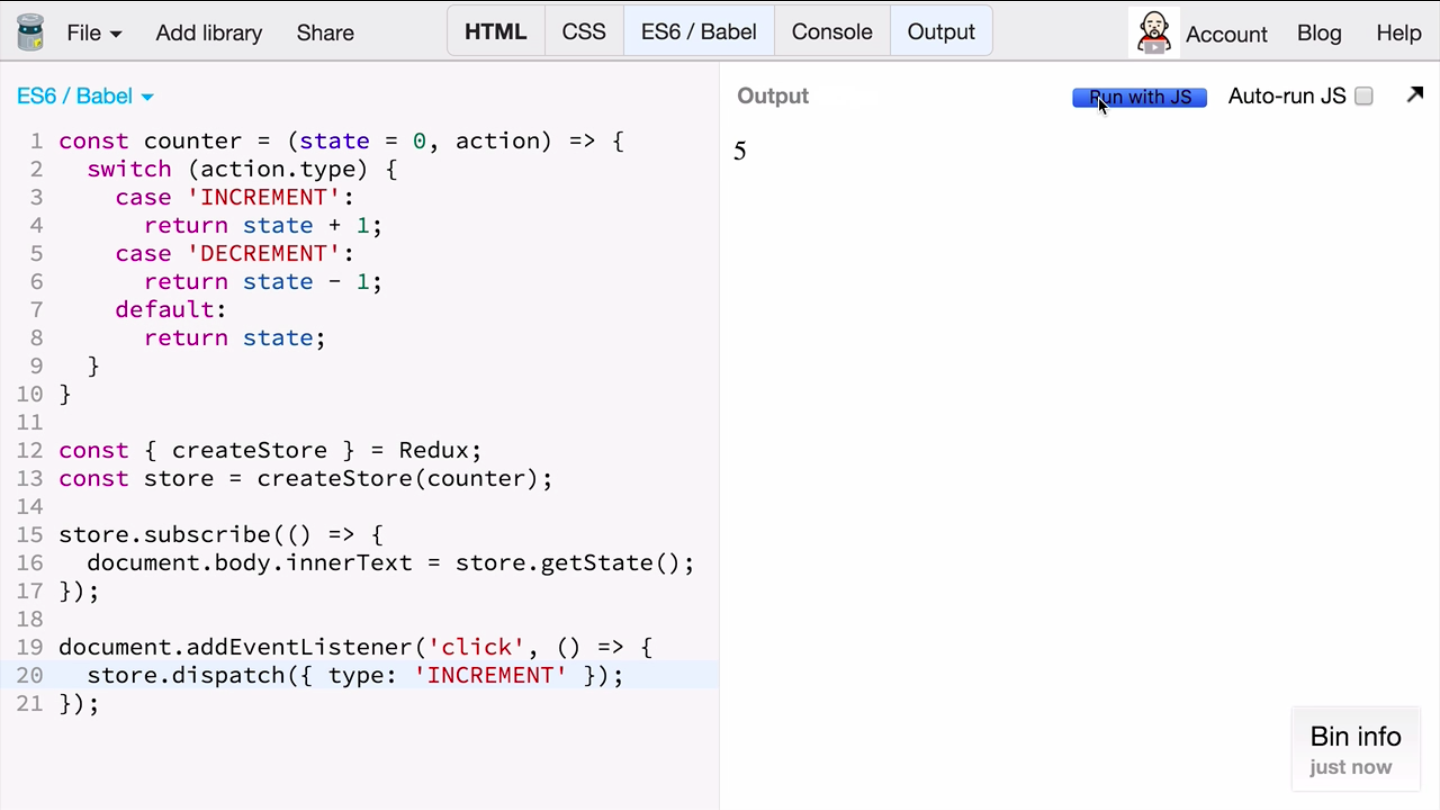 File Add library Share HTML CSS ES6 / Babel Console Output Account Blog Help
ES6 / Babel
1 const counter = (state = 0, action) => {
2   switch (action.type) {
3     case 'INCREMENT':
4       return state + 1;
5     case 'DECREMENT':
6       return state - 1;
7     default:
8       return state;
9   }
10 }
11
12 const { createStore } = Redux;
13 const store = createStore(counter);
14
15 store.subscribe(() => {
16   document.body.innerText = store.getState();
17 });
18
19 document.addEventListener('click', () => {
20   store.dispatch({ type: 'INCREMENT' });
21 });
Output Run with JS Auto-run JS
5
Bin info
just now